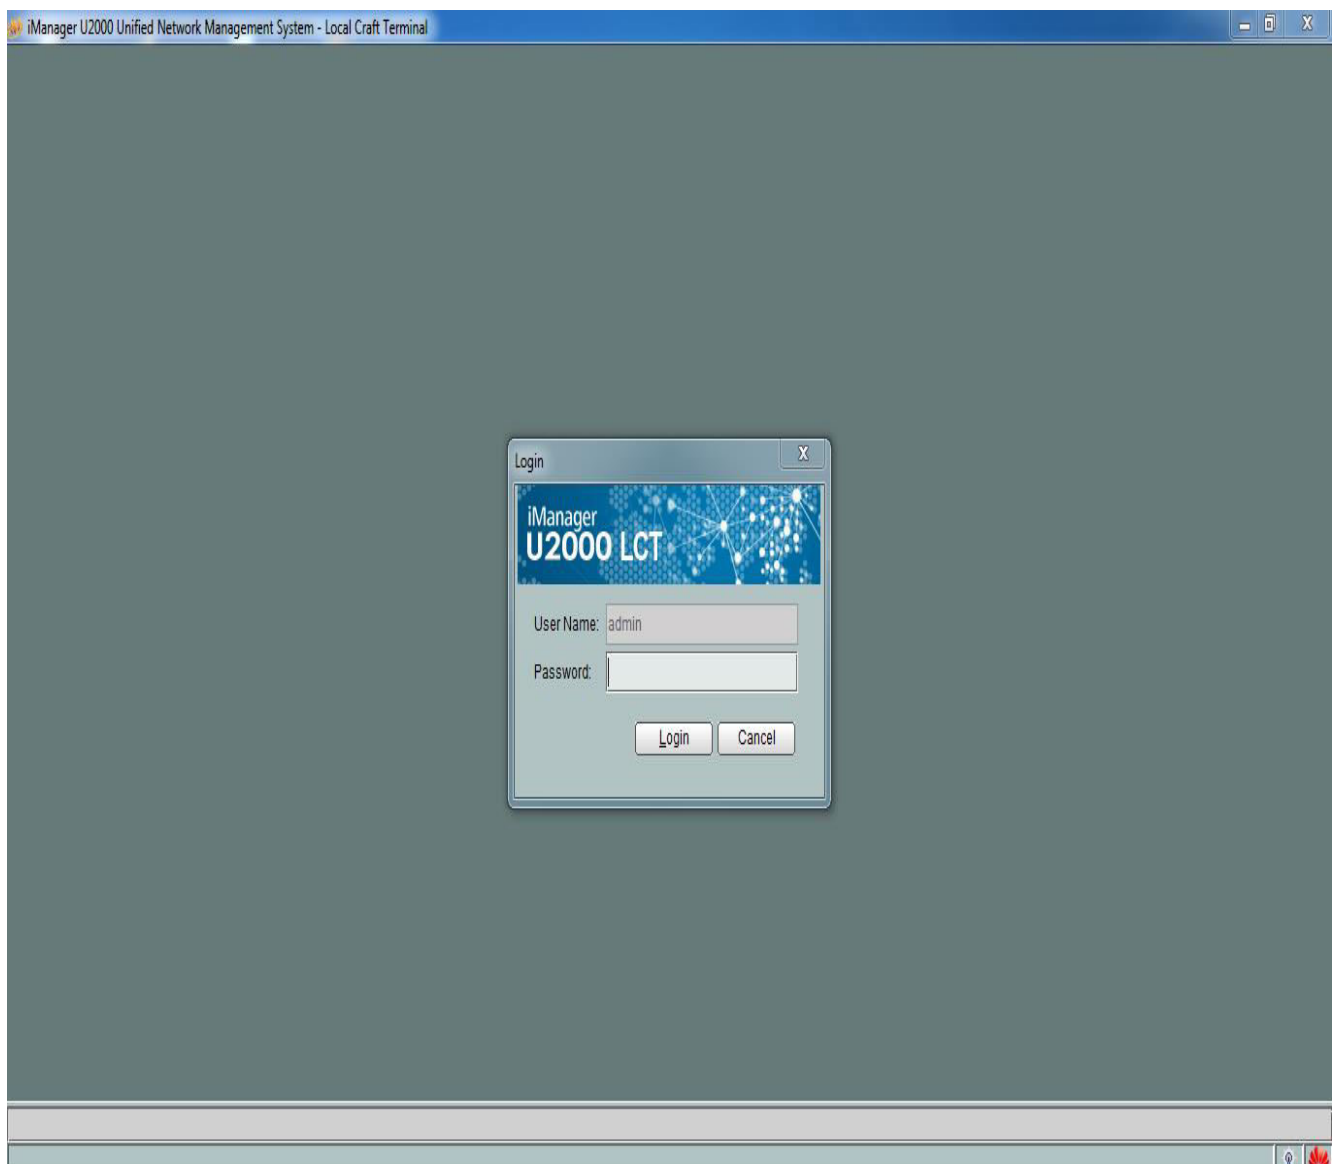 iManager U2000 Unified Network Management System - Local Craft Terminal
Login
iManager
U2000 LCT
User Name: admin
Password:
Login Cancel